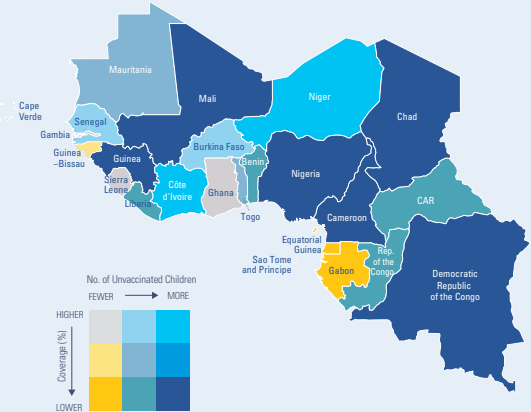 Mauritania
Mali
Niger
Chad
Cape
Verde
Senegal
Gambia
Guinea
–Bissau
Guinea
Sierra
Leone
Liberia
Côte
d'Ivoire
Burkina Faso
Ghana
Togo
Benin
Nigeria
Cameroon
CAR
Equatorial
Guinea
Sao Tome
and Principe
Gabon
Rep.
of the
Congo
Democratic
Republic
of the Congo
No. of Unvaccinated Children
FEWER
MORE
HIGHER
Coverage (%)
LOWER